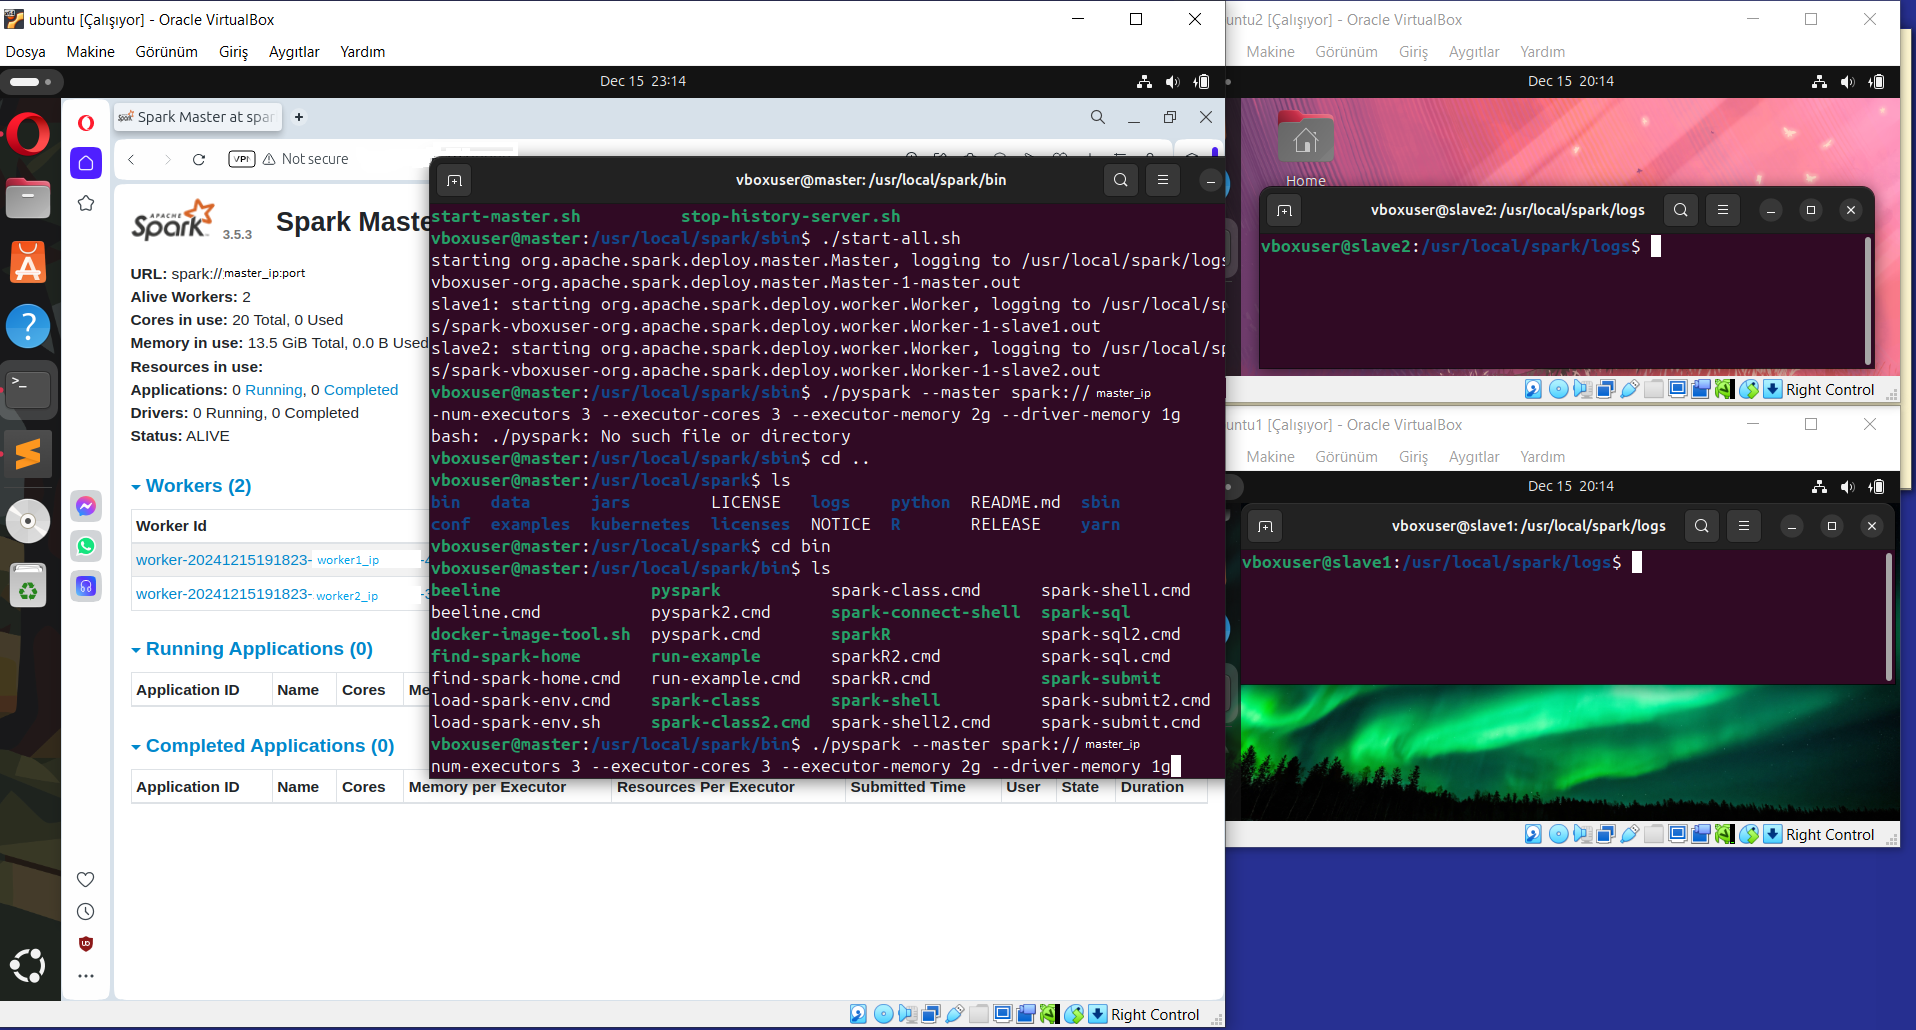 ubuntu [Çalışıyor] - Oracle VirtualBox
Dosya Makine Görünüm Giriş Aygıtlar Yardım
Dec 15 23:14
Spark Master at spar
VPN Not secure
APACHE Spark 3.5.3 Spark Maste
URL: spark://master_ip:port
Alive Workers: 2
Cores in use: 20 Total, 0 Used
Memory in use: 13.5 GiB Total, 0.0 B Used
Resources in use:
Applications: 0 Running, 0 Completed
Drivers: 0 Running, 0 Completed
Status: ALIVE
Workers (2)
Worker Id
worker-20241215191823- worker1_ip -4
worker-20241215191823- worker2_ip -3
Running Applications (0)
Application ID Name Cores Me
Completed Applications (0)
Application ID Name Cores Memory per Executor Resources Per Executor Submitted Time User State Duration
vboxuser@master: /usr/local/spark/bin
start-master.sh stop-history-server.sh
vboxuser@master:/usr/local/spark/sbin$ ./start-all.sh
starting org.apache.spark.deploy.master.Master, logging to /usr/local/spark/logs
vboxuser-org.apache.spark.deploy.master.Master-1-master.out
slave1: starting org.apache.spark.deploy.worker.Worker, logging to /usr/local/sp
s/spark-vboxuser-org.apache.spark.deploy.worker.Worker-1-slave1.out
slave2: starting org.apache.spark.deploy.worker.Worker, logging to /usr/local/sp
s/spark-vboxuser-org.apache.spark.deploy.worker.Worker-1-slave2.out
vboxuser@master:/usr/local/spark/sbin$ ./pyspark --master spark:// master_ip
-num-executors 3 --executor-cores 3 --executor-memory 2g --driver-memory 1g
bash: ./pyspark: No such file or directory
vboxuser@master:/usr/local/spark/sbin$ cd ..
vboxuser@master:/usr/local/spark$ ls
bin data jars LICENSE logs python README.md sbin
conf examples kubernetes licenses NOTICE R RELEASE yarn
vboxuser@master:/usr/local/spark$ cd bin
vboxuser@master:/usr/local/spark/bin$ ls
beeline pyspark spark-class.cmd spark-shell.cmd
beeline.cmd pyspark2.cmd spark-connect-shell spark-sql
docker-image-tool.sh pyspark.cmd sparkR spark-sql2.cmd
find-spark-home run-example sparkR2.cmd spark-sql.cmd
find-spark-home.cmd run-example.cmd sparkR.cmd spark-submit
load-spark-env.cmd spark-class spark-shell spark-submit2.cmd
load-spark-env.sh spark-class2.cmd spark-shell2.cmd spark-submit.cmd
vboxuser@master:/usr/local/spark/bin$ ./pyspark --master spark:// master_ip
num-executors 3 --executor-cores 3 --executor-memory 2g --driver-memory 1g
Right Control
untu2 [Çalışıyor] - Oracle VirtualBox
Makine Görünüm Giriş Aygıtlar Yardım
Dec 15 20:14
Home
vboxuser@slave2: /usr/local/spark/logs
vboxuser@slave2:/usr/local/spark/logs$
Right Control
untu1 [Çalışıyor] - Oracle VirtualBox
Makine Görünüm Giriş Aygıtlar Yardım
Dec 15 20:14
vboxuser@slave1: /usr/local/spark/logs
vboxuser@slave1:/usr/local/spark/logs$
Right Control